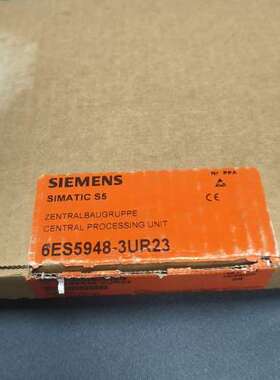 SIEMENS
SIMATIC S5
ZENTRALBAUGRUPPE
CENTRAL PROCESSING UNIT
6ES5948-3UR23
CE